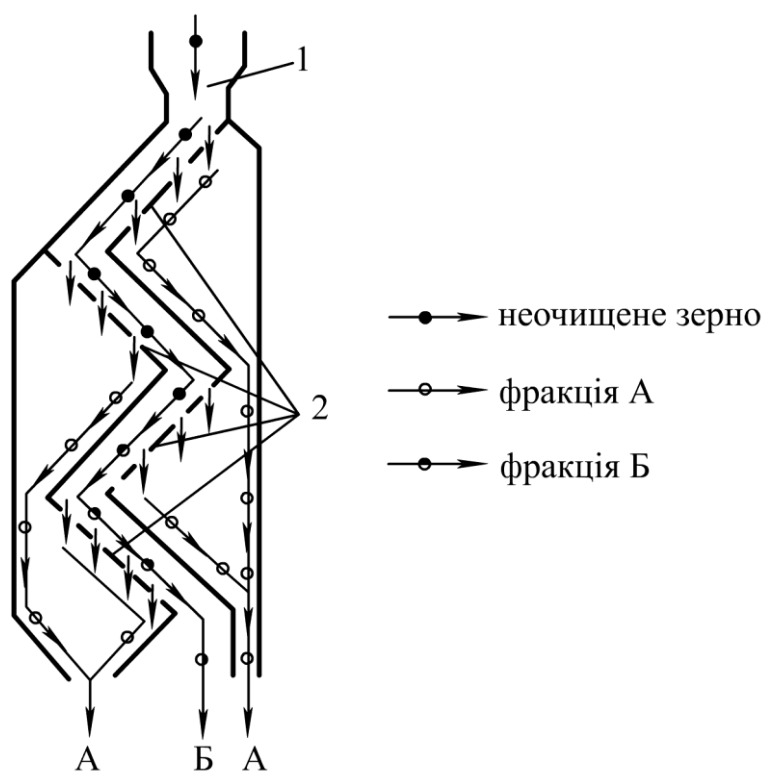 1
неочищене зерно
фракція А
2
фракція Б
А Б А